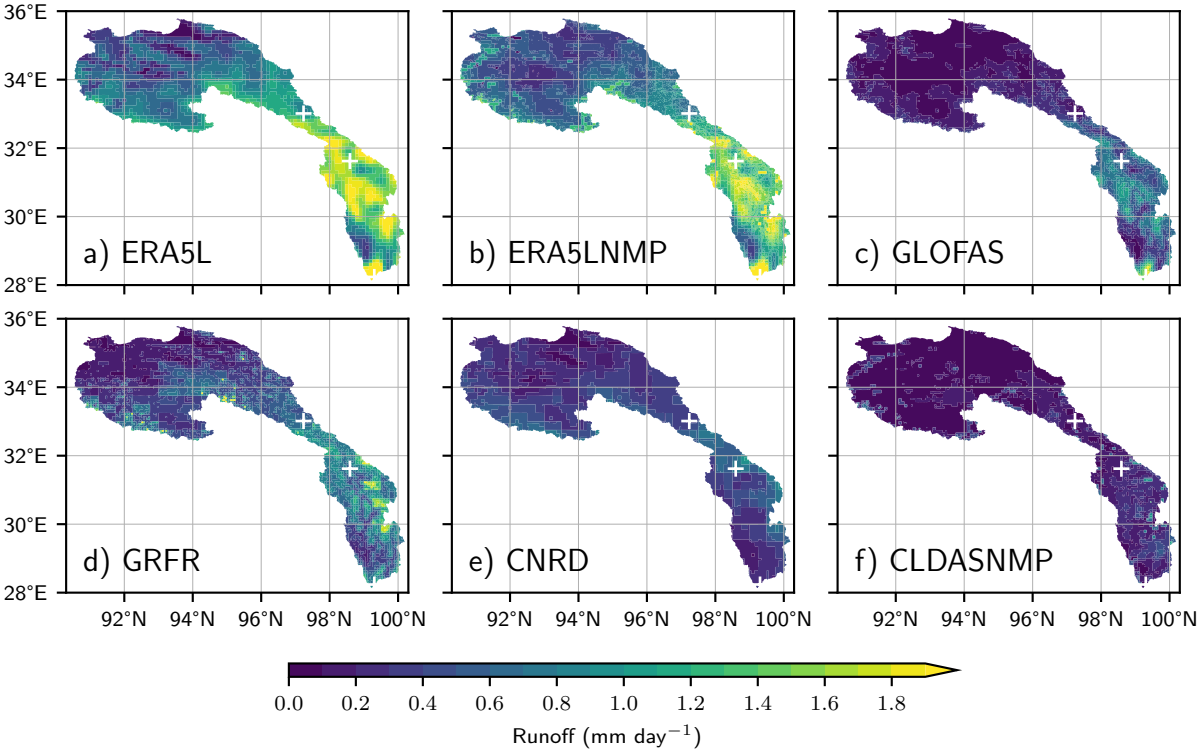 36°E
34°E
32°E
30°E
28°E
a) ERA5L
b) ERA5LNMP
c) GLOFAS
36°E
34°E
32°E
30°E
28°E
d) GRFR
e) CNRD
f) CLDASNMP
92°N 94°N 96°N 98°N 100°N
92°N 94°N 96°N 98°N 100°N
92°N 94°N 96°N 98°N 100°N
0.0 0.2 0.4 0.6 0.8 1.0 1.2 1.4 1.6 1.8
Runoff (mm day⁻¹)